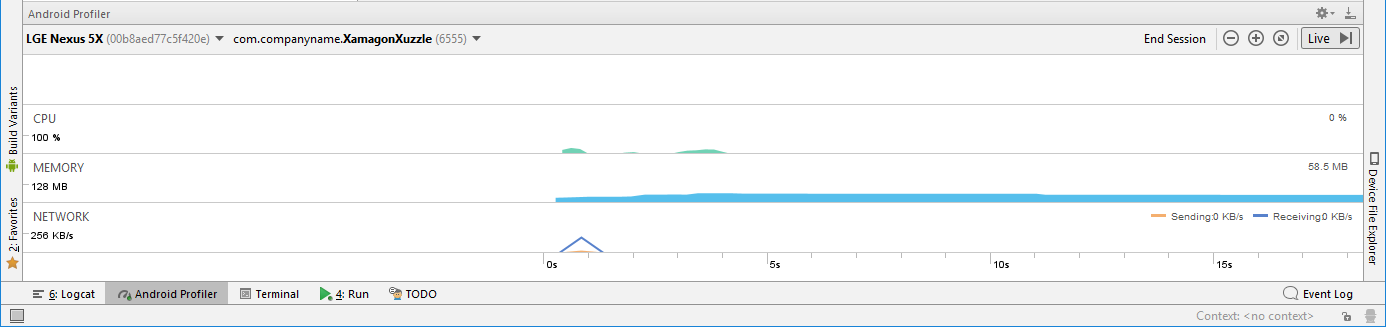 Android Profiler
LGE Nexus 5X (00b8aed77c5f420e) com.companyname.XamagonXuzzle (6555) End Session Live
CPU 0 %
100 %
MEMORY 58.5 MB
128 MB
NETWORK Sending:0 KB/s Receiving:0 KB/s
256 KB/s
0s 5s 10s 15s
Build Variants
2: Favorites
Device File Explorer
6: Logcat Android Profiler Terminal 4: Run TODO Event Log
Context: <no context>